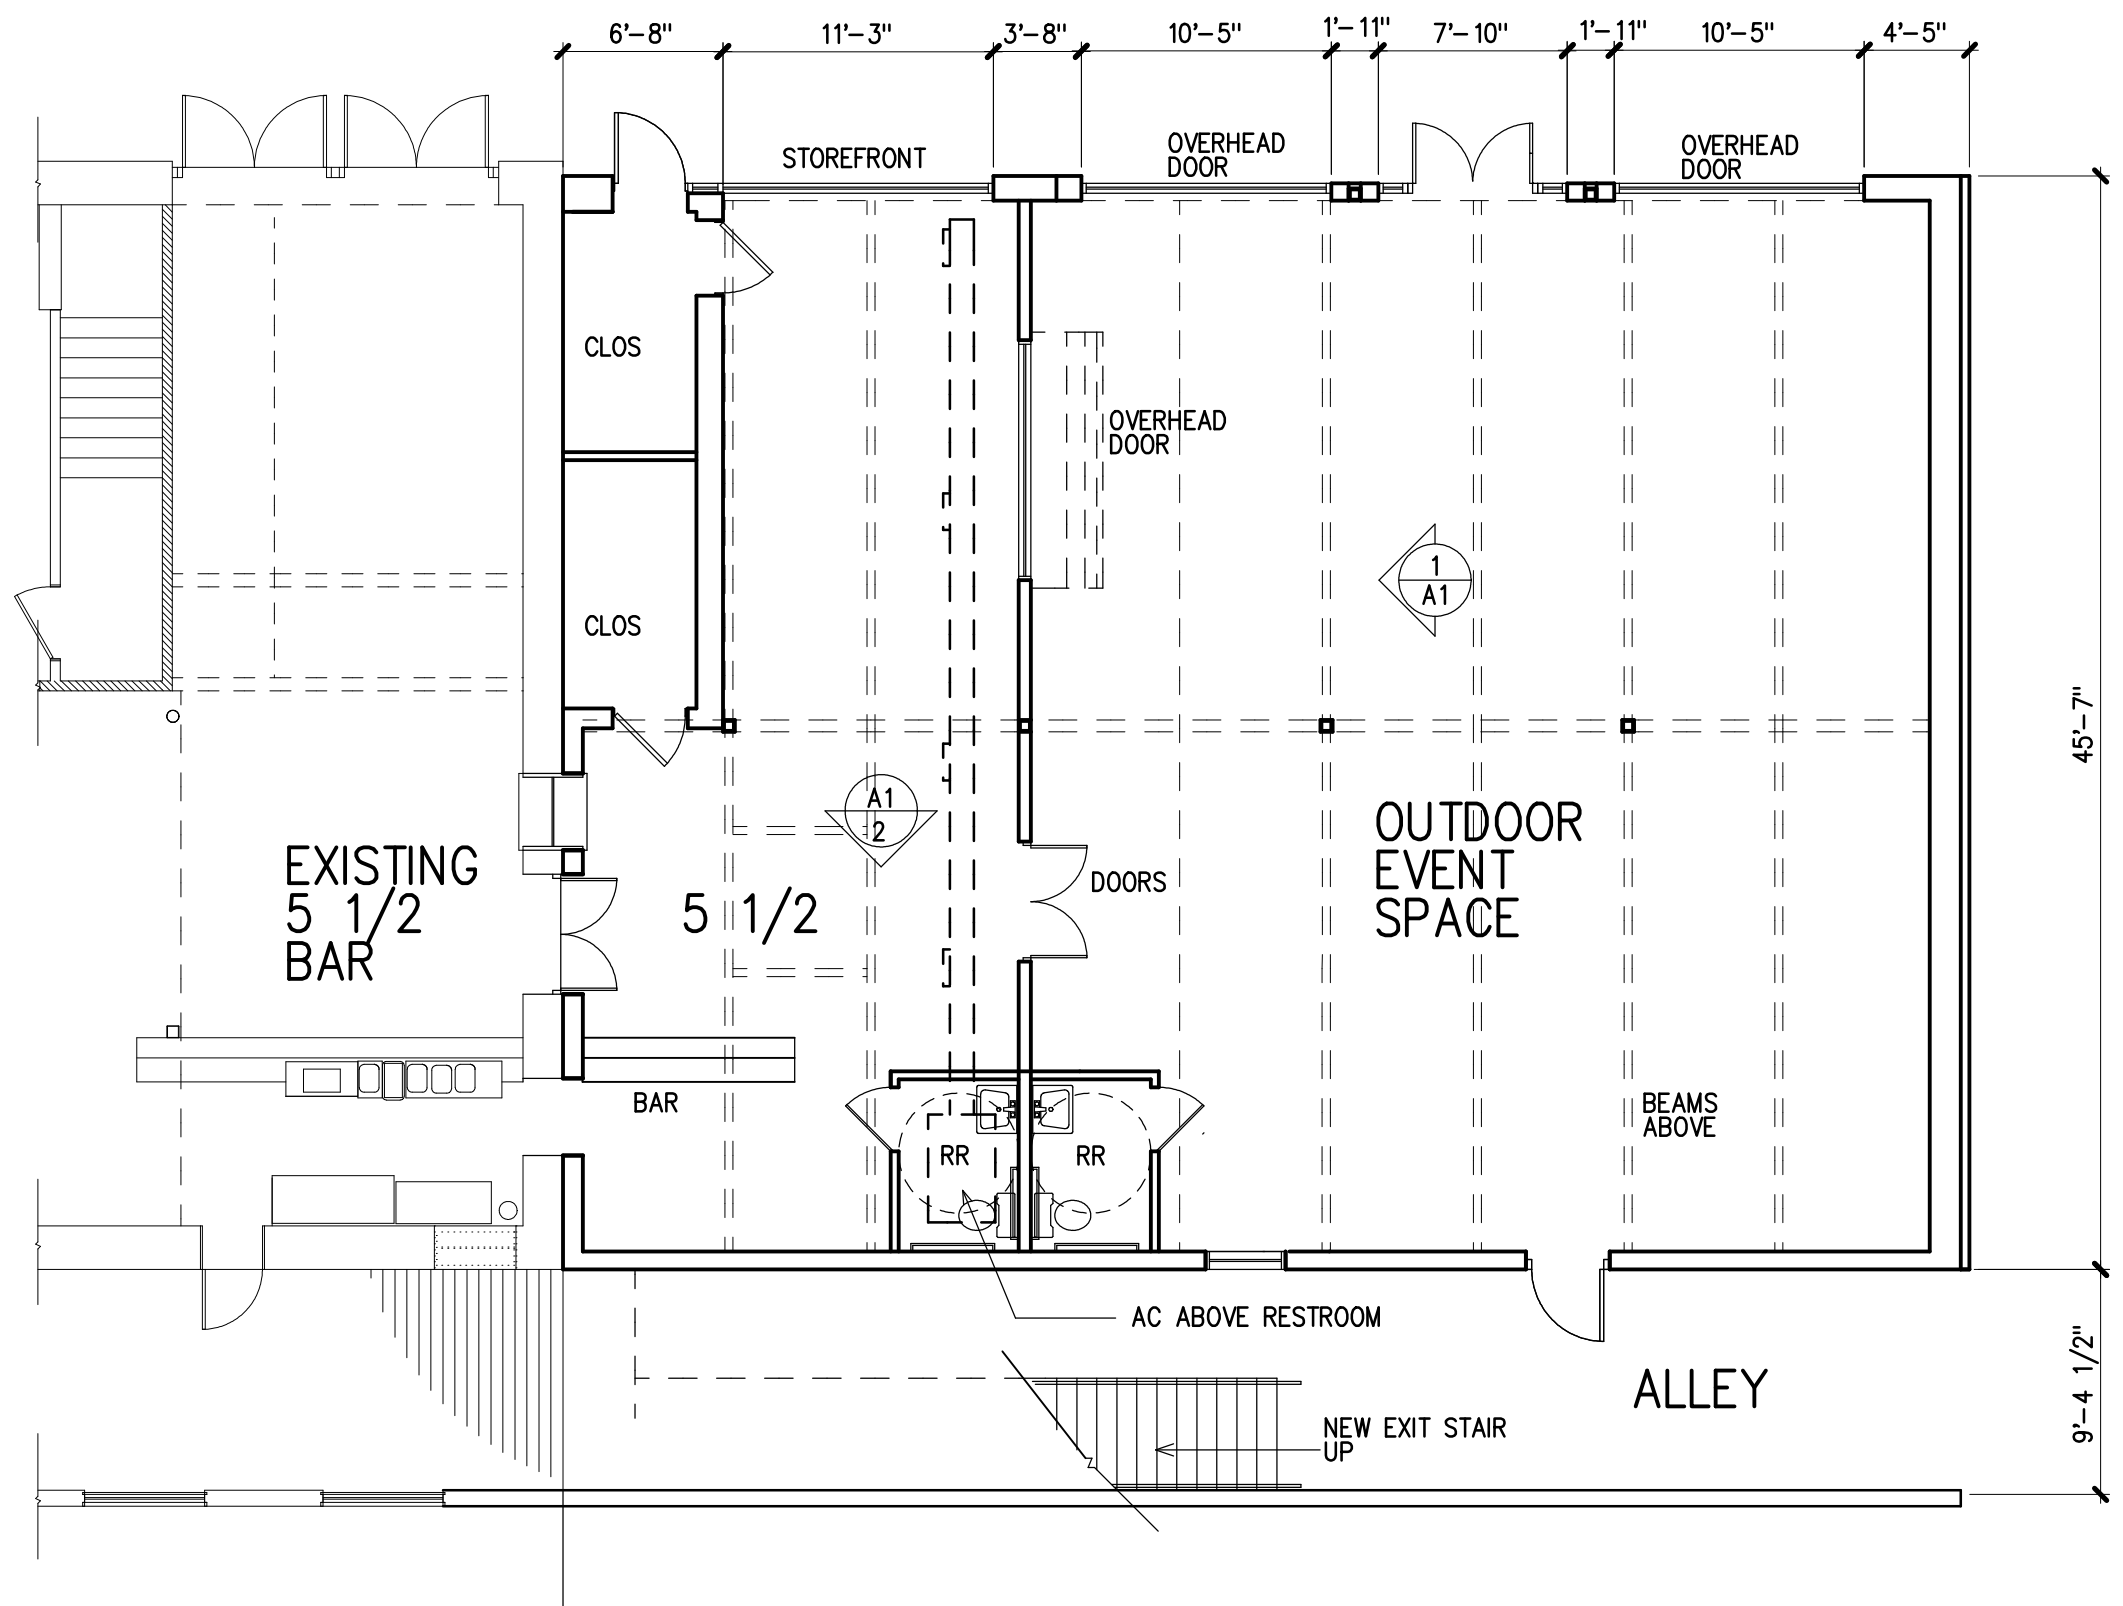 6'-8"
11'-3"
3'-8"
10'-5"
1'-11"
7'-10"
1'-11"
10'-5"
4'-5"
STOREFRONT
OVERHEAD
DOOR
OVERHEAD
DOOR
CLOS
OVERHEAD
DOOR
1
A1
CLOS
45'-7"
A1
2
OUTDOOR
EVENT
SPACE
EXISTING
5 1/2
BAR
5 1/2
DOORS
BAR
BEAMS
ABOVE
RR
RR
AC ABOVE RESTROOM
ALLEY
9'-4 1/2"
NEW EXIT STAIR
UP